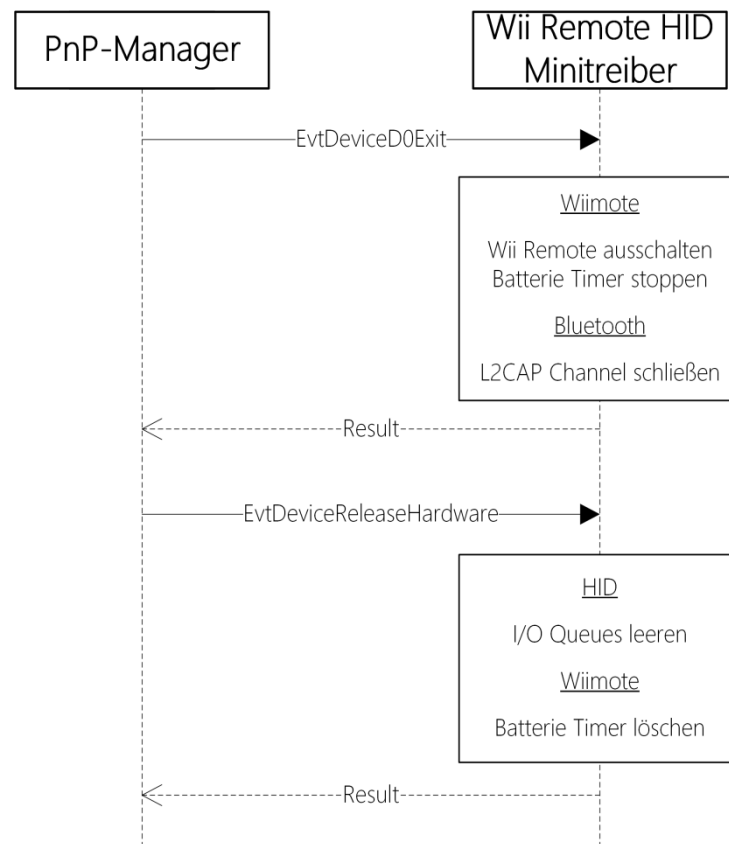 PnP-Manager
Wii Remote HID
Minitreiber
EvtDeviceD0Exit
Wiimote
Wii Remote ausschalten
Batterie Timer stoppen
Bluetooth
L2CAP Channel schließen
Result
EvtDeviceReleaseHardware
HID
I/O Queues leeren
Wiimote
Batterie Timer löschen
Result